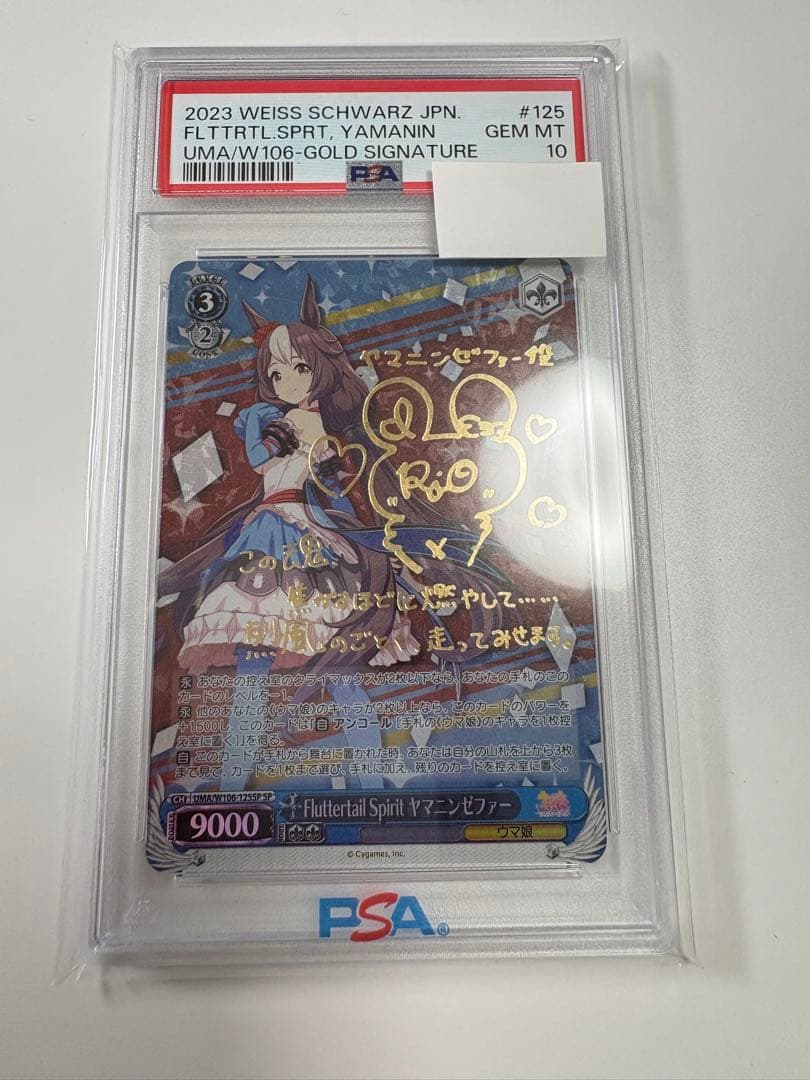 2023 WEISS SCHWARZ JPN. #125
FLTTRTL.SPRT, YAMANIN GEM MT
UMA/W106-GOLD SIGNATURE 10
PSA
LEVEL
3
2
COST
ヤマニンゼファー役
RiO
この魂、
焦がるほどに燃やして……
烈風のごとく走ってみせます。
永 あなたの控え室のクライマックスが2枚以下なら、あなたの手札のこの
カードのレベルを－1。
永 他のあなたの《ウマ娘》のキャラが2枚以上なら、このカードのパワーを
＋1500し、このカードは『自 アンコール ［手札の《ウマ娘》のキャラを1枚控
え室に置く］』を得る。
自 このカードが手札から舞台に置かれた時、あなたは自分の山札を上から3枚
まで見て、カードを1枚まで選び、手札に加え、残りのカードを控え室に置く。
CH UMA/W106-125SP SP
Fluttertail Spirit ヤマニンゼファー
9000
ウマ娘
© Cygames, Inc.
PSA®